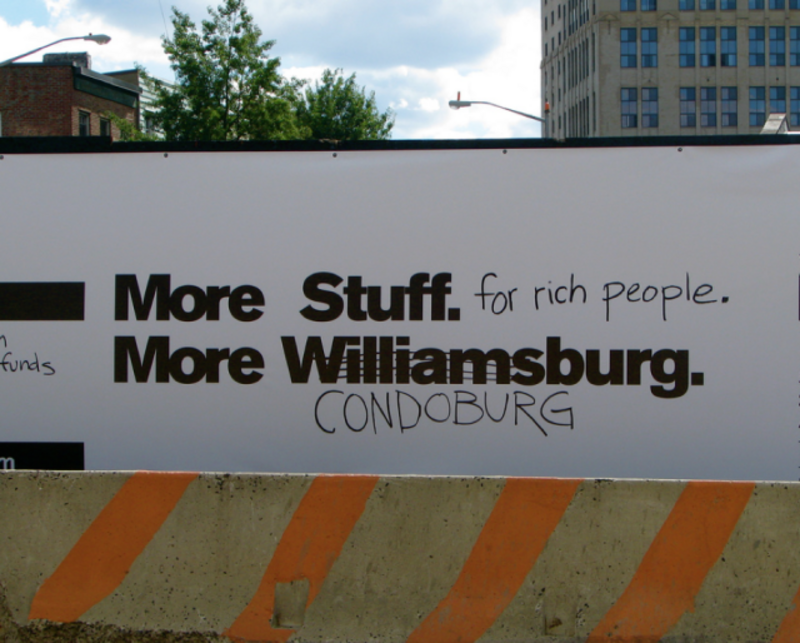 More Stuff. for rich people.
funds
More Williamsburg.
CONDOBURG
m